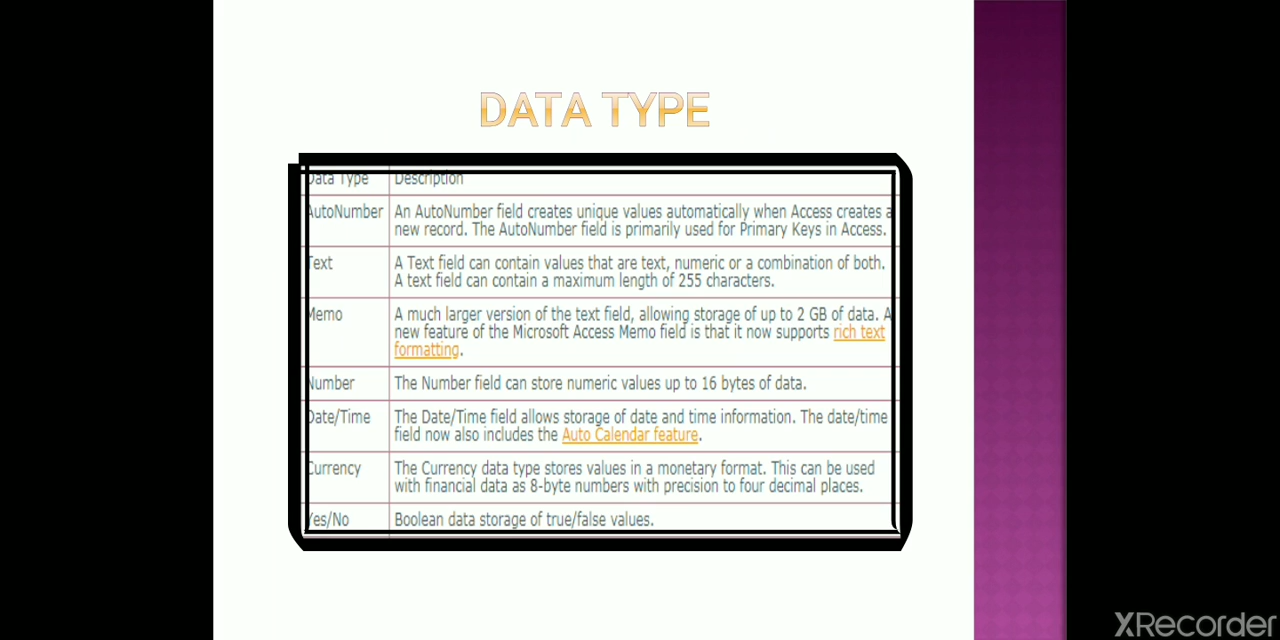 DATA TYPE
Data Type Description
AutoNumber An AutoNumber field creates unique values automatically when Access creates a
new record. The AutoNumber field is primarily used for Primary Keys in Access.
Text A Text field can contain values that are text, numeric or a combination of both.
A text field can contain a maximum length of 255 characters.
Memo A much larger version of the text field, allowing storage of up to 2 GB of data. A
new feature of the Microsoft Access Memo field is that it now supports rich text
formatting.
Number The Number field can store numeric values up to 16 bytes of data.
Date/Time The Date/Time field allows storage of date and time information. The date/time
field now also includes the Auto Calendar feature.
Currency The Currency data type stores values in a monetary format. This can be used
with financial data as 8-byte numbers with precision to four decimal places.
Yes/No Boolean data storage of true/false values.
XRecorder